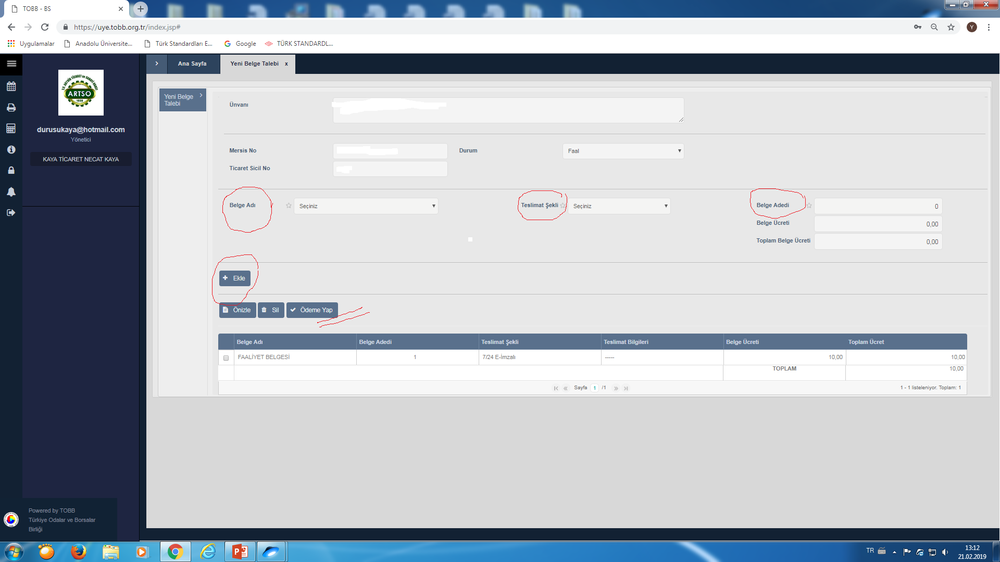 TOBB - BS
https://uye.tobb.org.tr/index.jsp#
Y
Uygulamalar
Anadolu Üniversite...
Türk Standardları E...
Google
TÜRK STANDARDL...
T.C. ARTVİN TİCARET ve SANAYİ ODASI
ARTSO
durusukaya@hotmail.com
Yönetici
KAYA TİCARET NECAT KAYA
Ana Sayfa
Yeni Belge Talebi x
Yeni Belge
Talebi
Ünvanı
Mersis No
Durum
Faal
Ticaret Sicil No
Belge Adı
Seçiniz
Teslimat Şekli
Seçiniz
Belge Adedi
0
Belge Ücreti
0,00
Toplam Belge Ücreti
0,00
Ekle
Önizle
Sil
Ödeme Yap
Belge Adı Belge Adedi Teslimat Şekli Teslimat Bilgileri Belge Ücreti Toplam Ücret
FAALİYET BELGESİ 1 7/24 E-İmzalı ----- 10,00 10,00
TOPLAM 10,00
Sayfa 1 /1
1 - 1 listeleniyor. Toplam: 1
Powered by TOBB
Türkiye Odalar ve Borsalar
Birliği
TR
13:12
21.02.2019